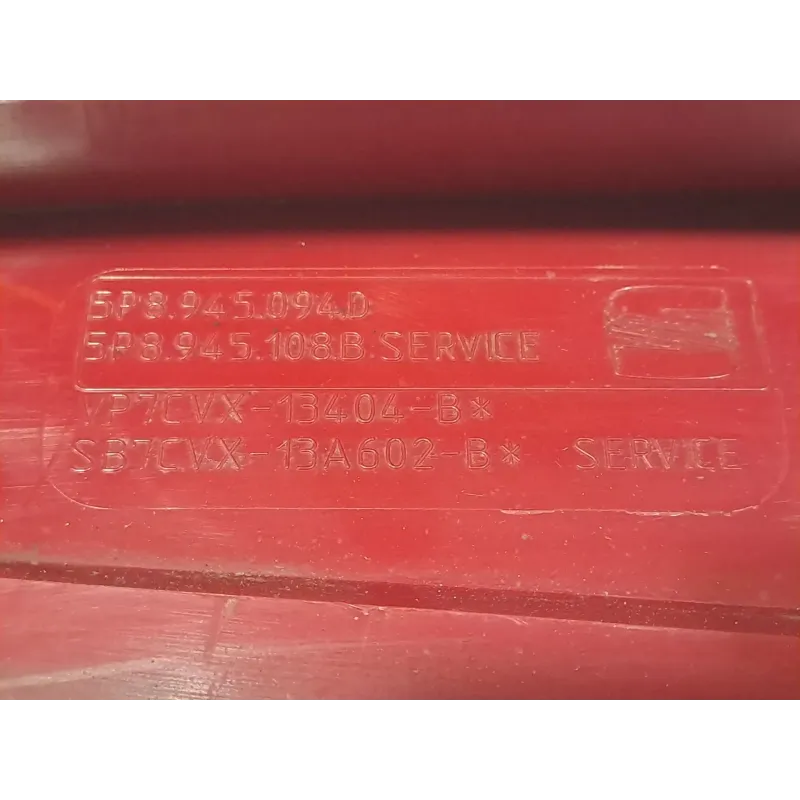 5P8.945.094.D
5P8.945.108.B SERVICE
VP7CVX-13404-B*
SB7CVX-13A602-B* SERVICE